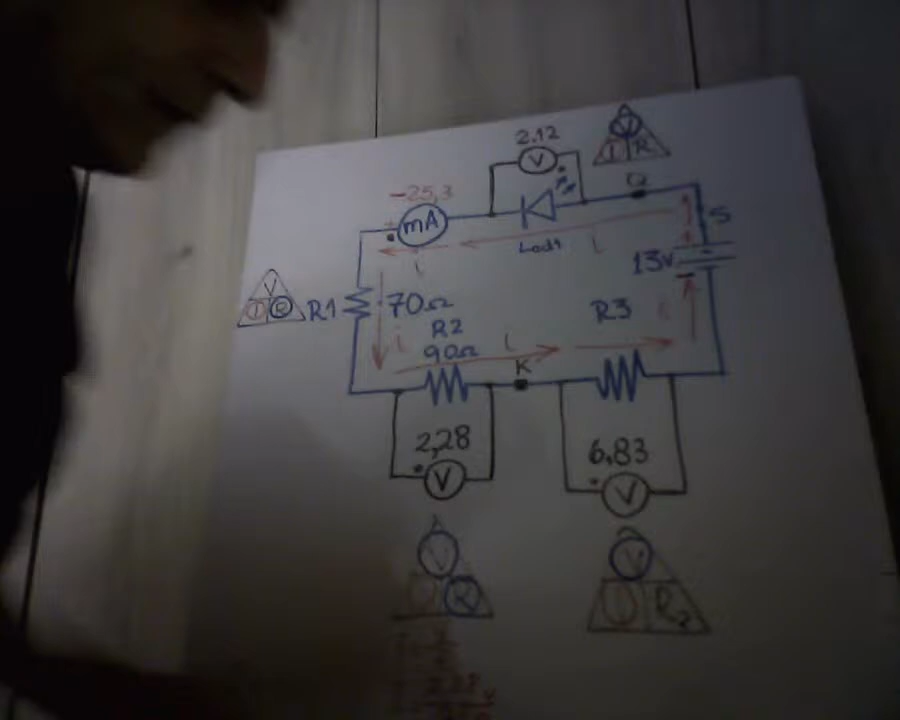 2.12
V
V
I R
-25,3
mA
Q
S
i
i
Led1
13v
+
-
V
I R
R1
70Ω
R3
i
i
R2
90Ω
i
K
2,28
V
6,83
V
V
R
V
I